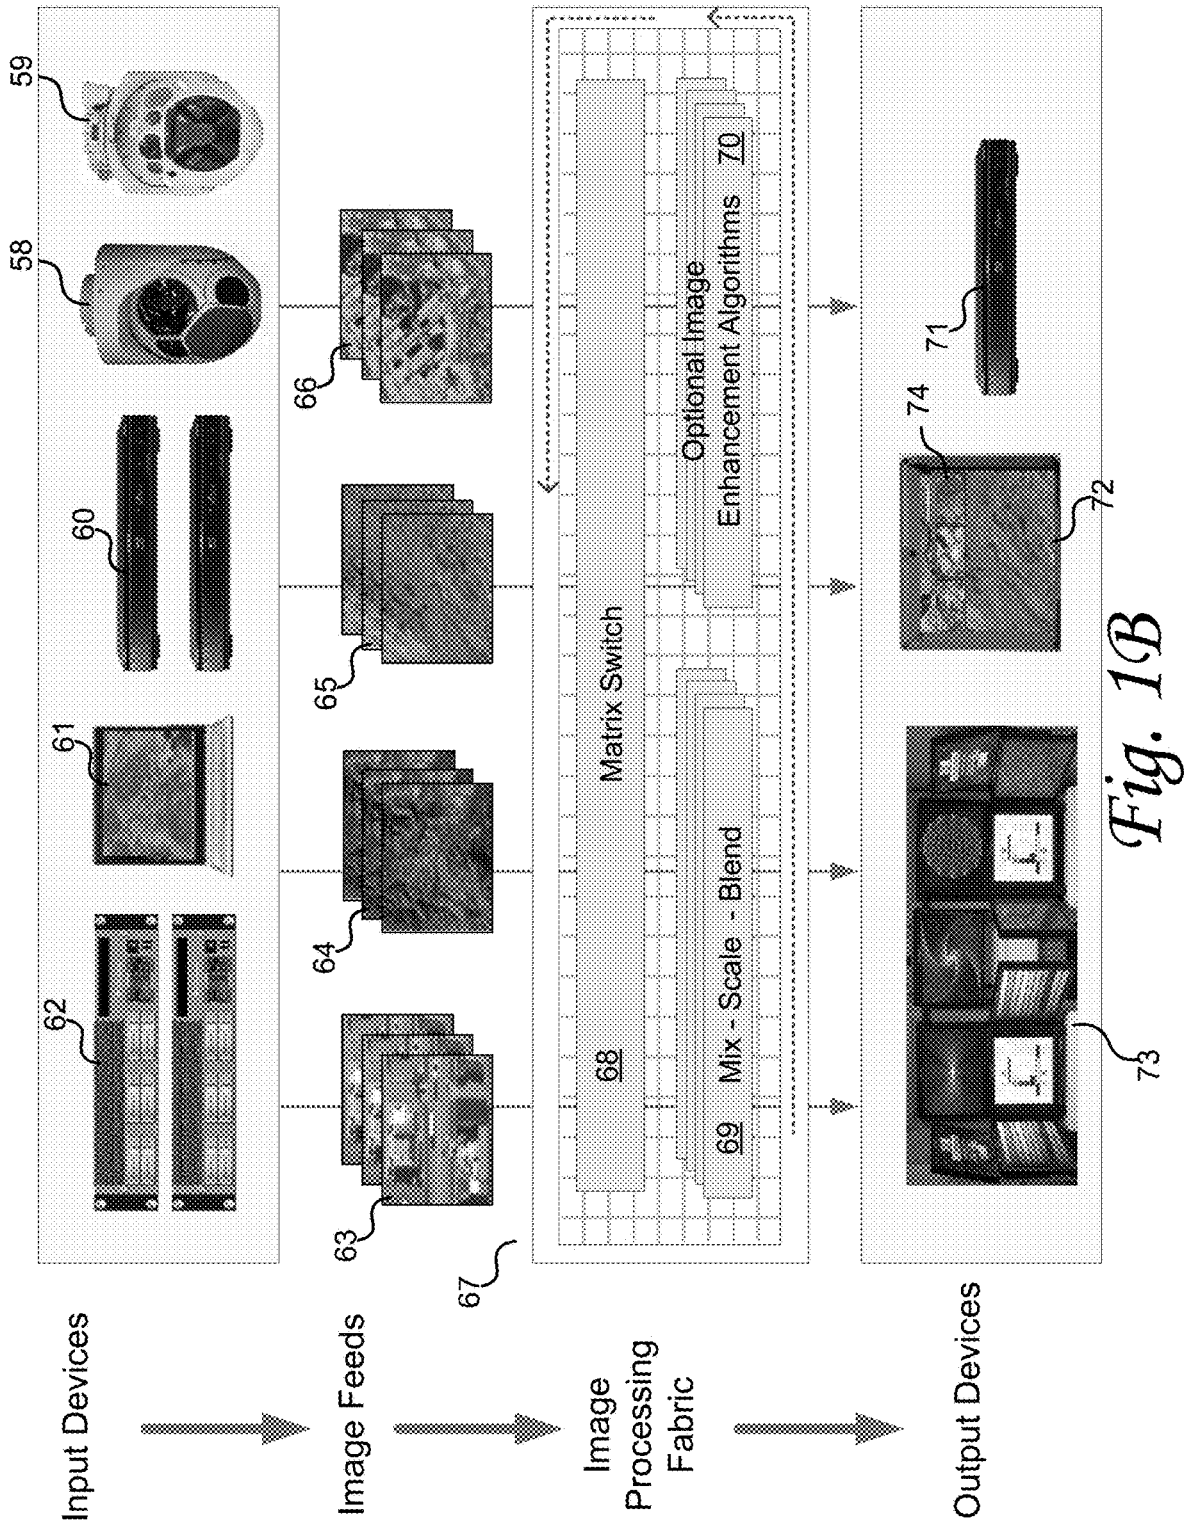 Input Devices
62
61
60
58
59
Image Feeds
63
64
65
66
67
Image
Processing
Fabric
68
Matrix Switch
69
Mix - Scale - Blend
Optional Image
Enhancement Algorithms 70
Output Devices
73
72
74
71
Fig. 1B